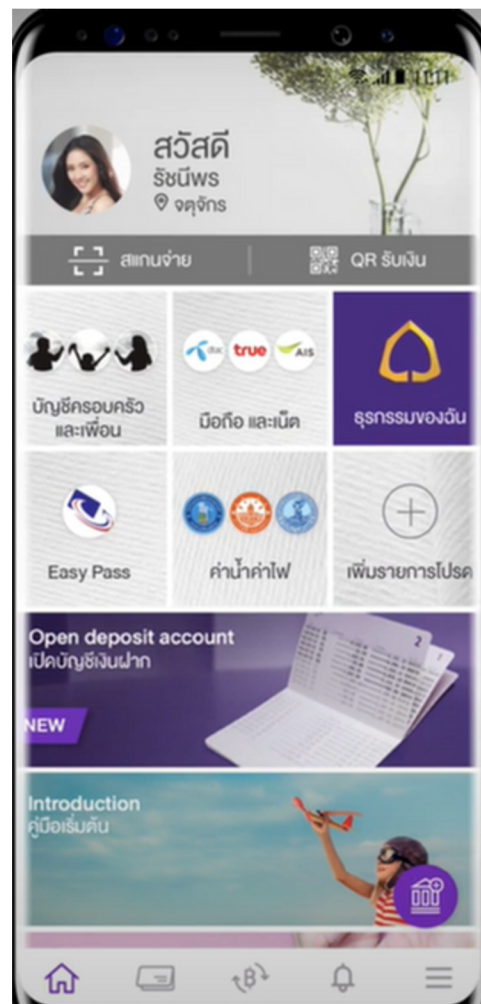 สวัสดี
รัชนีพร
จตุจักร
สแกนจ่าย
QR รับเงิน
dtac
true
AIS
บัญชีครอบครัว
และเพื่อน
มือถือ และเน็ต
ธุรกรรมของฉัน
Easy Pass
ค่าน้ำค่าไฟ
เพิ่มรายการโปรด
Open deposit account
เปิดบัญชีเงินฝาก
NEW
2
1
Introduction
คู่มือเริ่มต้น
฿